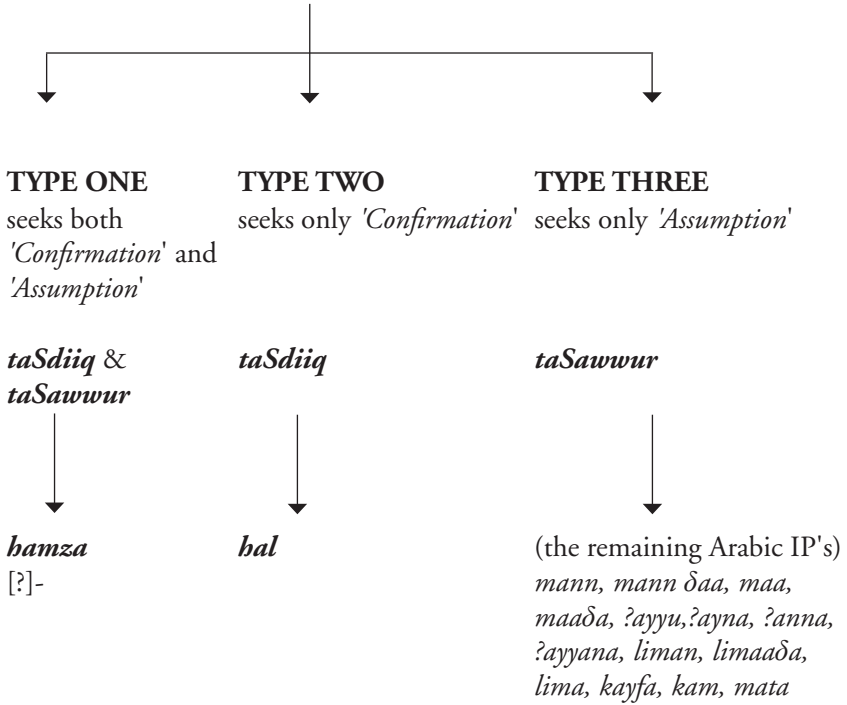 TYPE ONE
seeks both
'Confirmation' and
'Assumption'
taSdiiq &
taSawwur
hamza
[?]-
TYPE TWO
seeks only 'Confirmation'
taSdiiq
hal
TYPE THREE
seeks only 'Assumption'
taSawwur
(the remaining Arabic IP's)
mann, mann δaa, maa,
maaδa, ?ayyu,?ayna, ?anna,
?ayyana, liman, limaaδa,
lima, kayfa, kam, mata